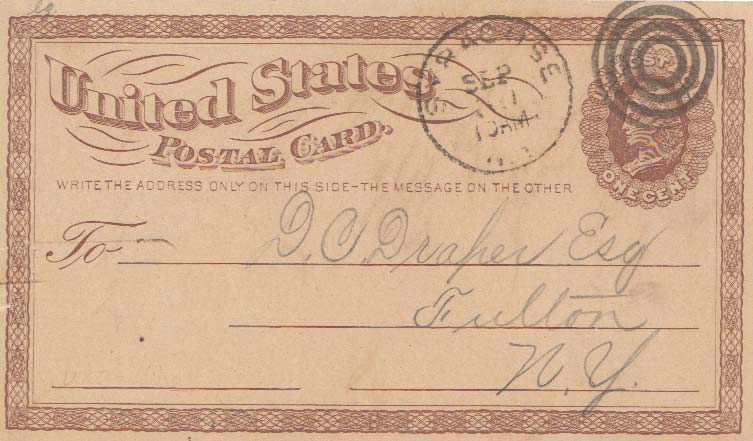 United States
POSTAL CARD.
SYRACUSE
SEP
10AM
N.Y.
ONE CENT
WRITE THE ADDRESS ONLY ON THIS SIDE-THE MESSAGE ON THE OTHER
To D. C. Draper Esq
Fulton
N. Y.